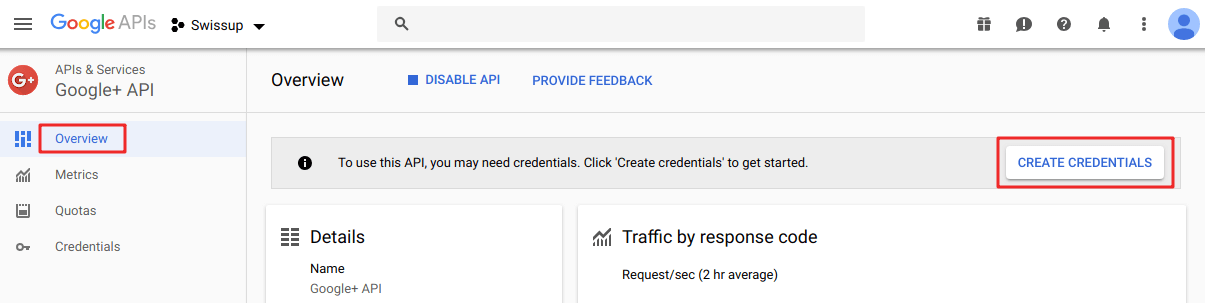 Google APIs Swissup
APIs & Services
Google+ API
Overview
Metrics
Quotas
Credentials
Overview DISABLE API PROVIDE FEEDBACK
To use this API, you may need credentials. Click 'Create credentials' to get started. CREATE CREDENTIALS
Details
Name
Google+ API
Traffic by response code
Request/sec (2 hr average)